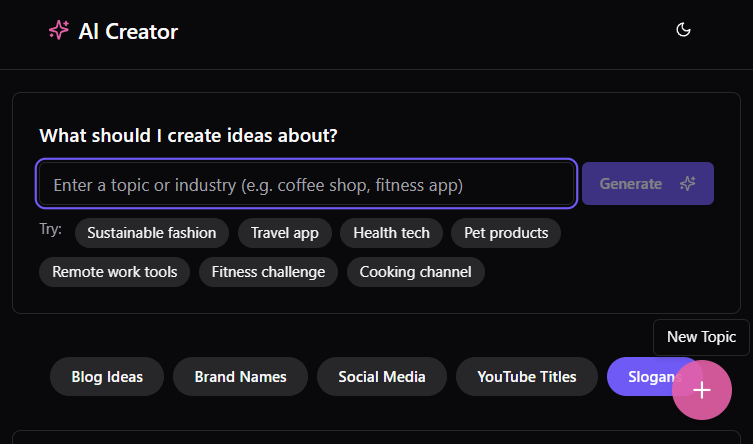 AI Creator
What should I create ideas about?
Enter a topic or industry (e.g. coffee shop, fitness app)
Generate
Try: Sustainable fashion Travel app Health tech Pet products
Remote work tools Fitness challenge Cooking channel
New Topic
Blog Ideas Brand Names Social Media YouTube Titles Slogans